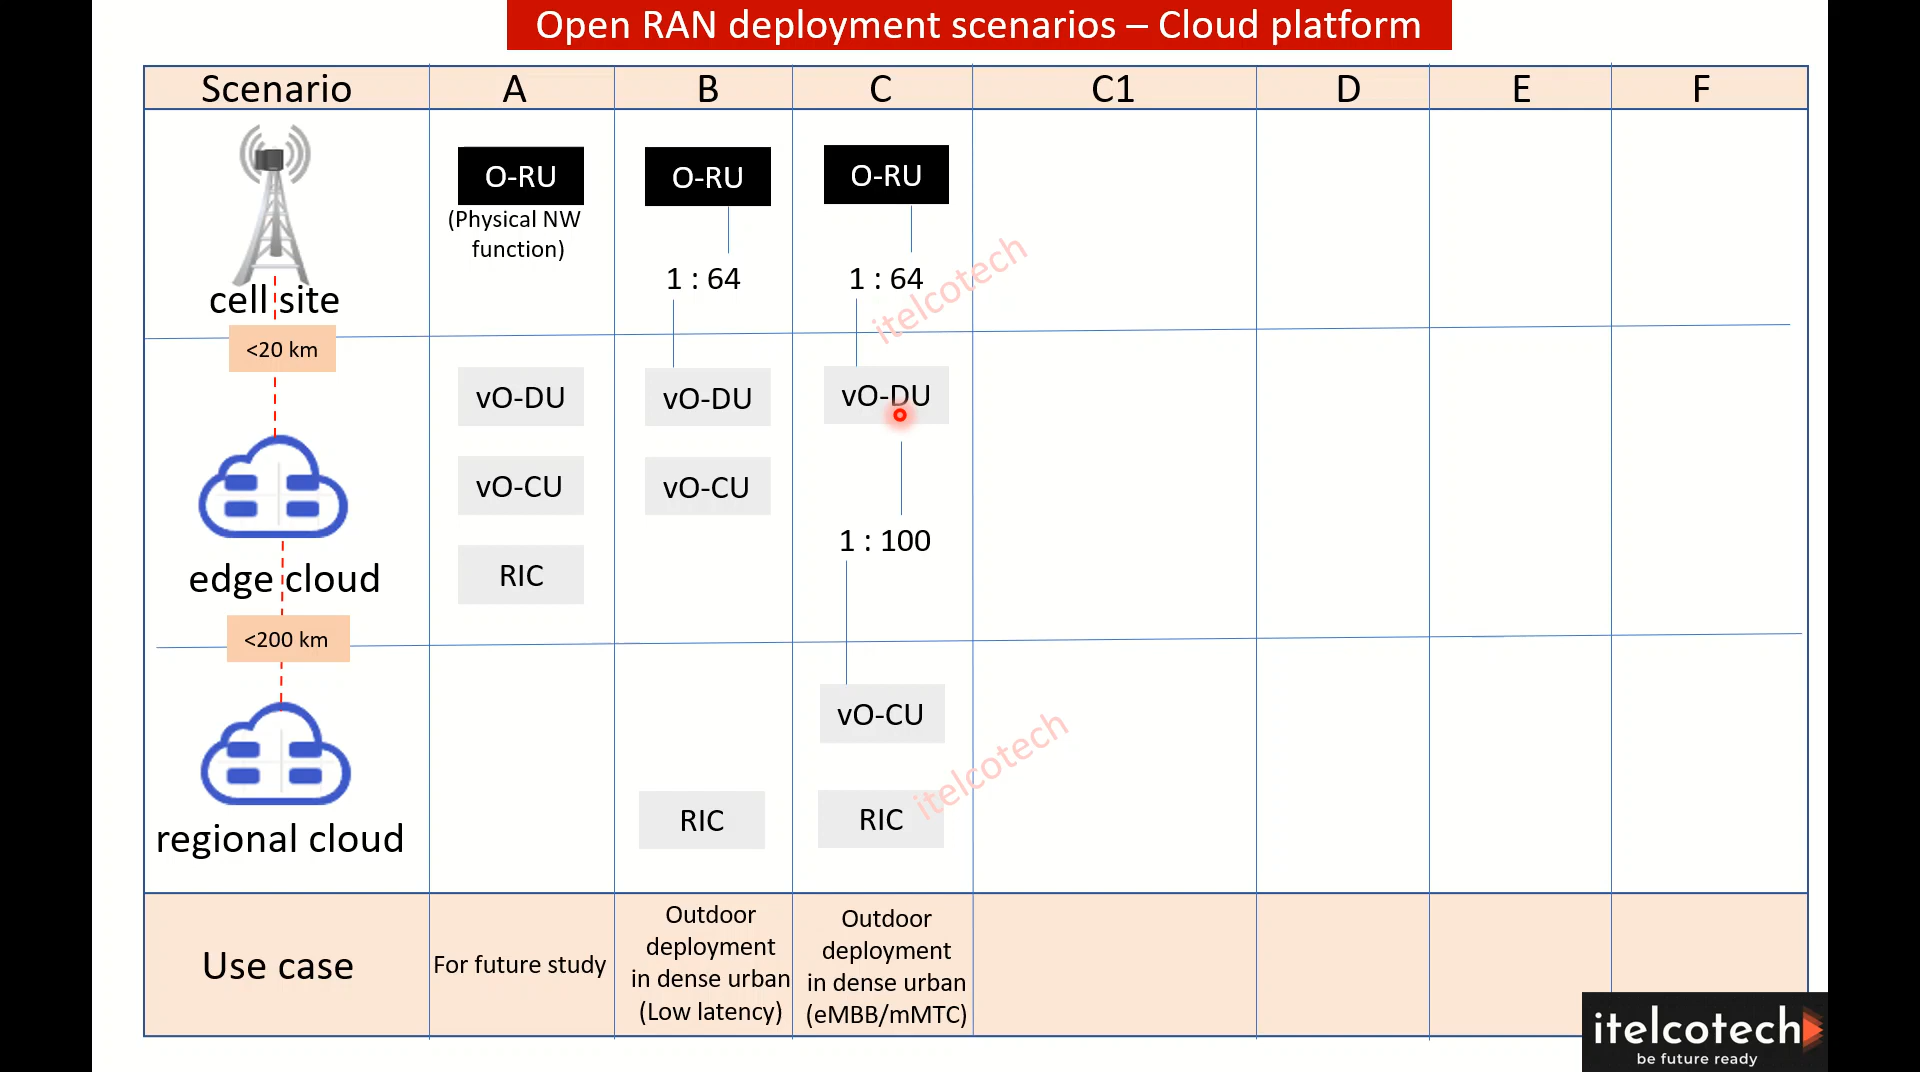 Open RAN deployment scenarios – Cloud platform
Scenario
A
B
C
C1
D
E
F
cell site
O-RU
(Physical NW
function)
O-RU
1 : 64
O-RU
1 : 64
<20 km
edge cloud
vO-DU
vO-CU
RIC
vO-DU
vO-CU
vO-DU
1 : 100
<200 km
regional cloud
RIC
vO-CU
RIC
itelcotech
itelcotech
Use case
For future study
Outdoor
deployment
in dense urban
(Low latency)
Outdoor
deployment
in dense urban
(eMBB/mMTC)
itelcotech
be future ready